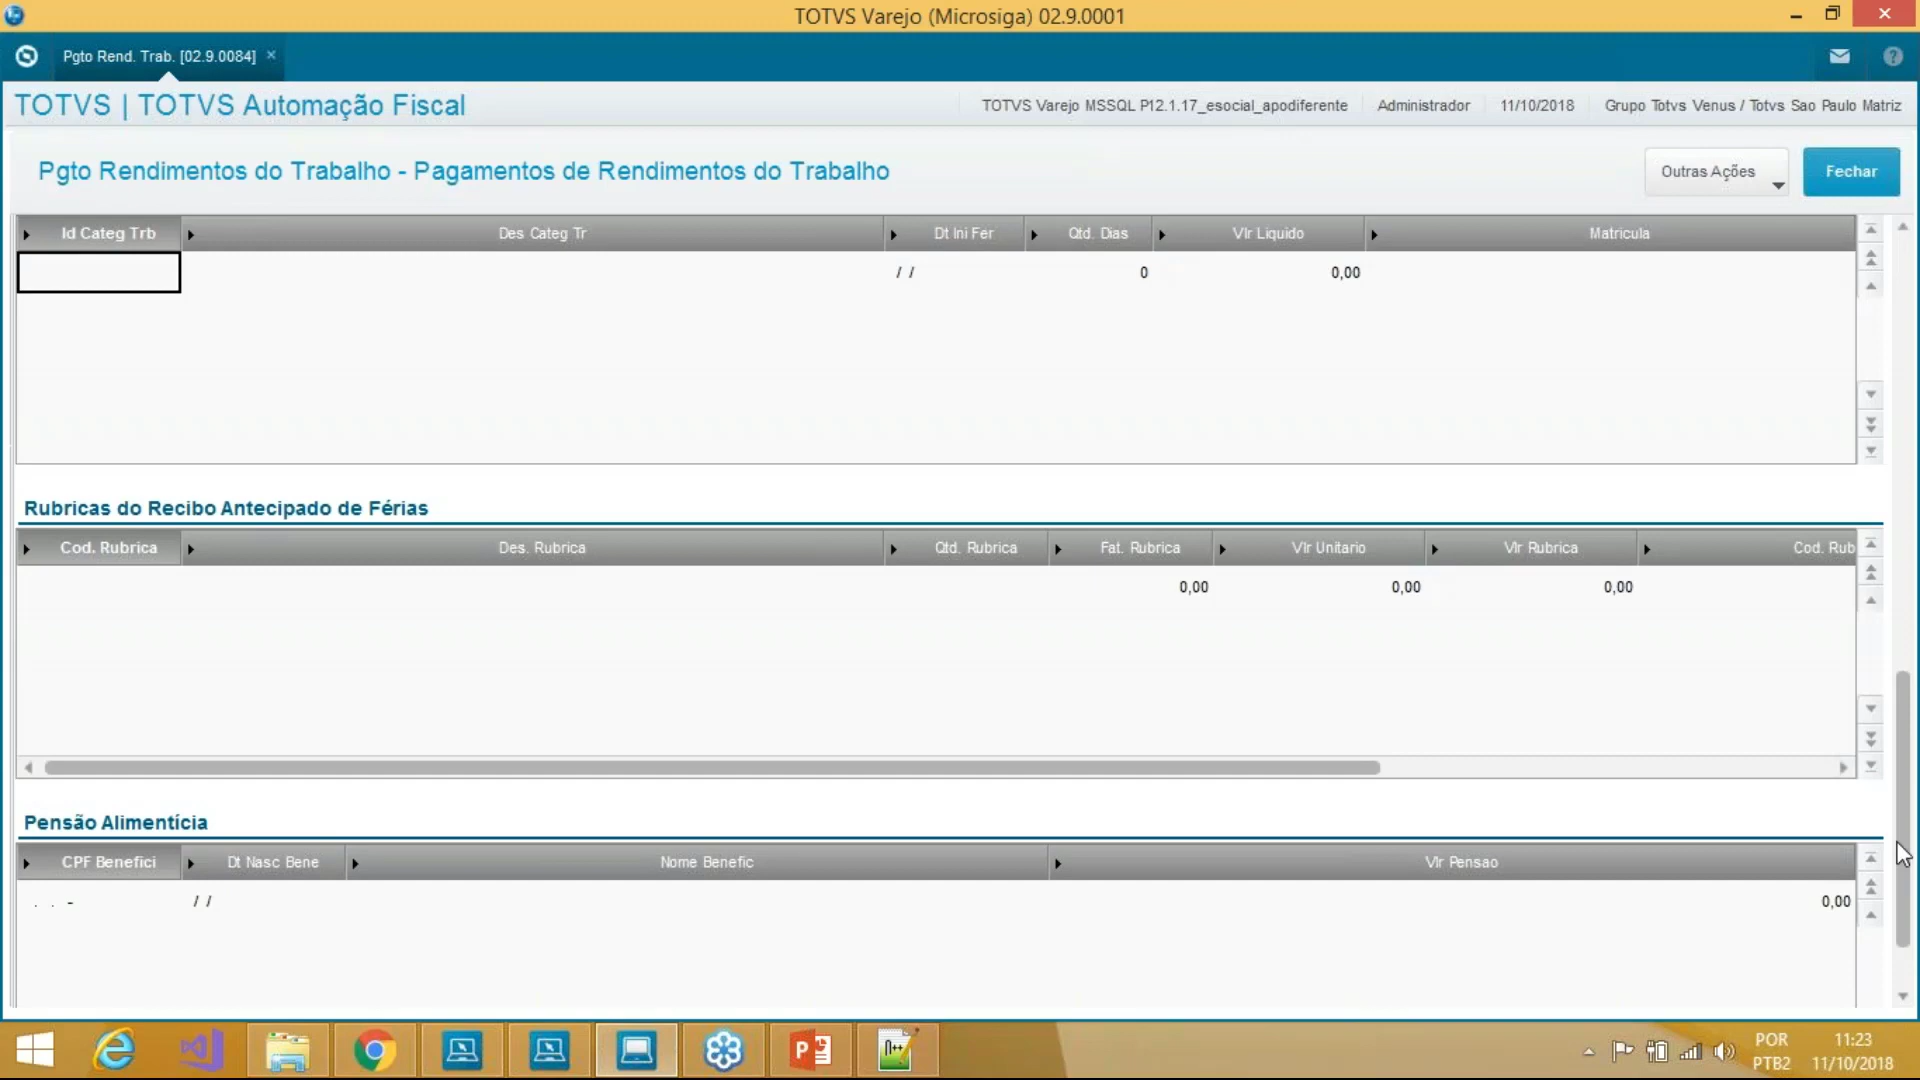 TOTVS Varejo (Microsiga) 02.9.0001
Pgto Rend. Trab. [02.9.0084]
TOTVS | TOTVS Automação Fiscal
TOTVS Varejo MSSQL P12.1.17_esocial_apodiferente Administrador 11/10/2018 Grupo Totvs Venus / Totvs Sao Paulo Matriz
Pgto Rendimentos do Trabalho - Pagamentos de Rendimentos do Trabalho
Outras Ações Fechar
Id Categ Trb Des Categ Tr Dt Ini Fer Qtd. Dias Vlr Liquido Matricula
/ / 0 0,00
Rubricas do Recibo Antecipado de Férias
Cod. Rubrica Des. Rubrica Qtd. Rubrica Fat. Rubrica Vlr Unitario Vlr Rubrica Cod. Rub
0,00 0,00 0,00
Pensão Alimentícia
CPF Benefici Dt Nasc Bene Nome Benefic Vlr Pensao
. . - / / 0,00
POR 11:23
PTB2 11/10/2018